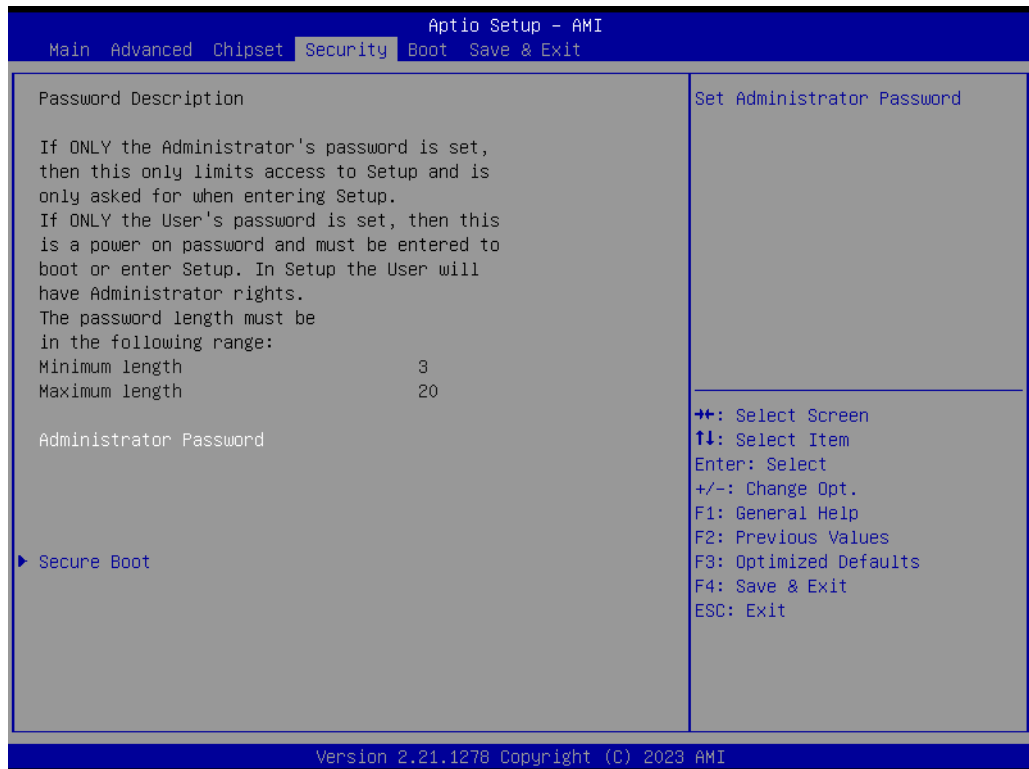 Aptio Setup – AMI
Main Advanced Chipset Security Boot Save & Exit
Password Description
If ONLY the Administrator's password is set,
then this only limits access to Setup and is
only asked for when entering Setup.
If ONLY the User's password is set, then this
is a power on password and must be entered to
boot or enter Setup. In Setup the User will
have Administrator rights.
The password length must be
in the following range:
Minimum length 3
Maximum length 20
Administrator Password
Secure Boot
Set Administrator Password
→←: Select Screen
↑↓: Select Item
Enter: Select
+/-: Change Opt.
F1: General Help
F2: Previous Values
F3: Optimized Defaults
F4: Save & Exit
ESC: Exit
Version 2.21.1278 Copyright (C) 2023 AMI